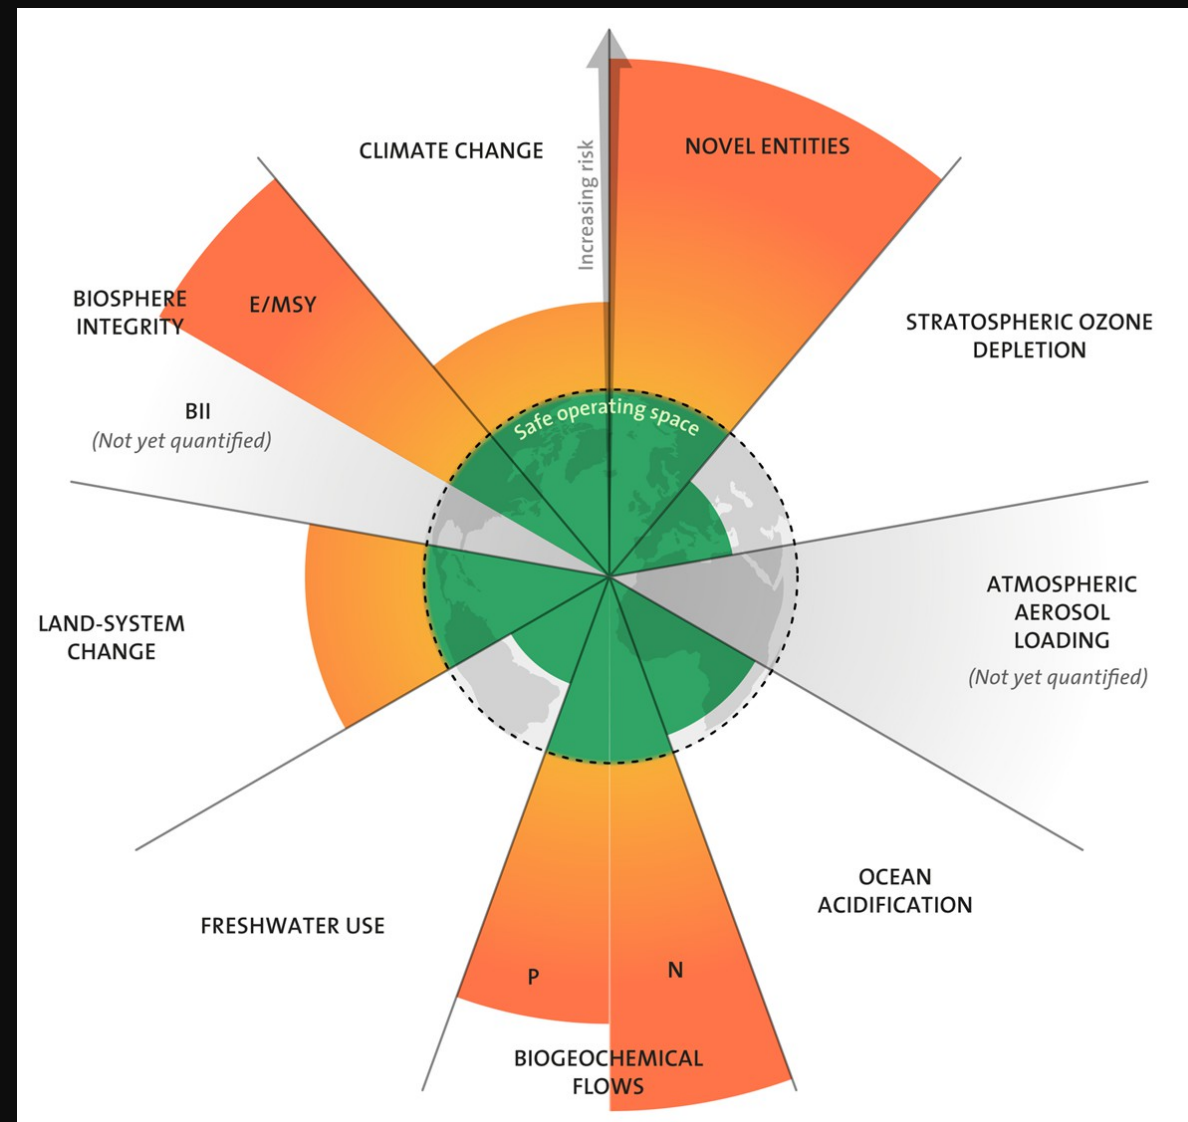 CLIMATE CHANGE
Increasing risk
NOVEL ENTITIES
STRATOSPHERIC OZONE
DEPLETION
BIOSPHERE
INTEGRITY
E/MSY
BII
(Not yet quantified)
Safe operating space
ATMOSPHERIC
AEROSOL
LOADING
(Not yet quantified)
LAND-SYSTEM
CHANGE
OCEAN
ACIDIFICATION
FRESHWATER USE
P
N
BIOGEOCHEMICAL
FLOWS